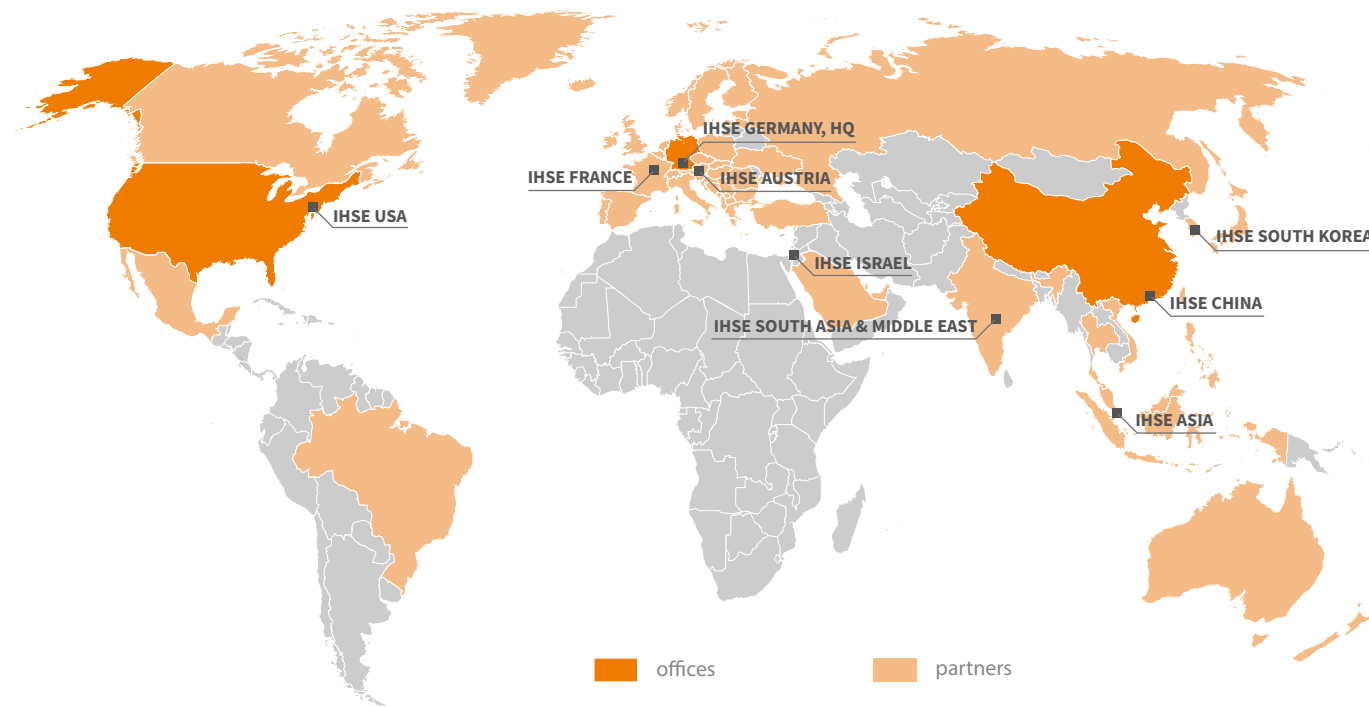 IHSE GERMANY, HQ
IHSE FRANCE
IHSE AUSTRIA
IHSE USA
IHSE SOUTH KOREA
IHSE ISRAEL
IHSE CHINA
IHSE SOUTH ASIA & MIDDLE EAST
IHSE ASIA
offices
partners